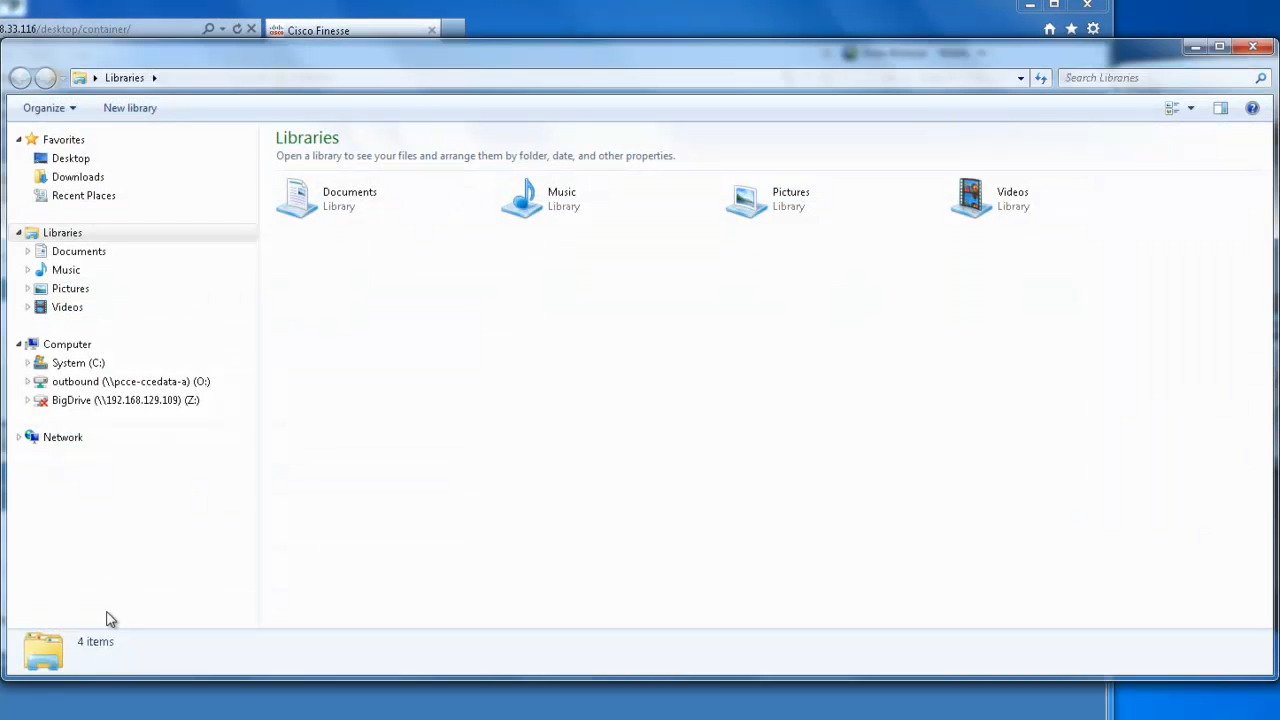 8.33.116/desktop/container/
Cisco Finesse
Libraries
Search Libraries
Organize
New library
Favorites
Desktop
Downloads
Recent Places
Libraries
Documents
Music
Pictures
Videos
Computer
System (C:)
outbound (\\pcce-ccedata-a) (O:)
BigDrive (\\192.168.129.109) (Z:)
Network
Libraries
Open a library to see your files and arrange them by folder, date, and other properties.
Documents
Library
Music
Library
Pictures
Library
Videos
Library
4 items